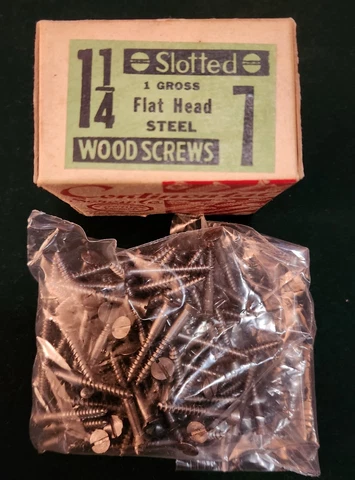 1 1/4
Slotted
1 GROSS
Flat Head
STEEL
7
WOOD SCREWS